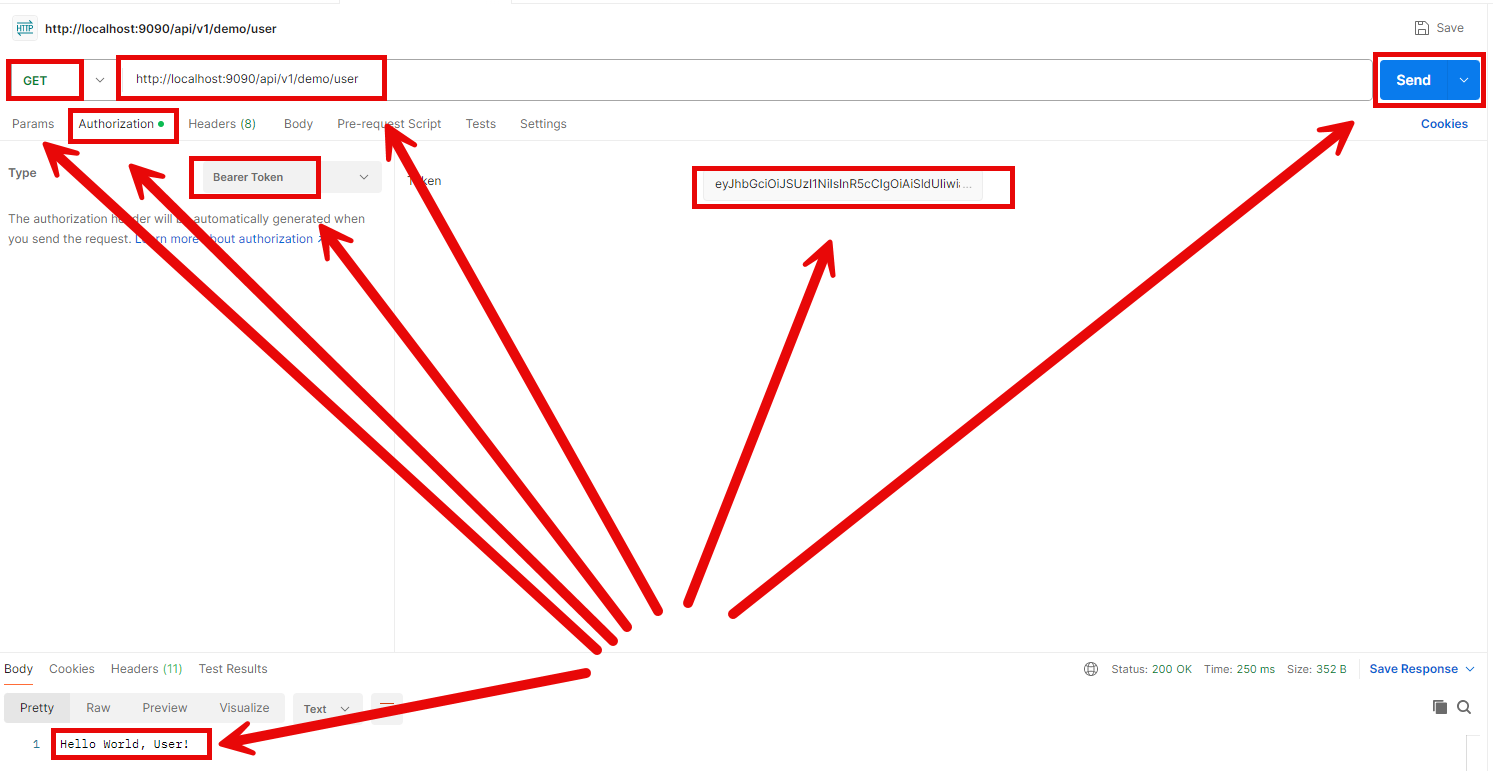 HTTP http://localhost:9090/api/v1/demo/user Save
GET http://localhost:9090/api/v1/demo/user Send
Params Authorization Headers (8) Body Pre-request Script Tests Settings Cookies
Type Bearer Token Token eyJhbGciOiJSUzI1NiIsInR5cCIgOiAiSldUIiwia...
The authorization header will be automatically generated when
you send the request. Learn more about authorization ↗
Body Cookies Headers (11) Test Results Status: 200 OK Time: 250 ms Size: 352 B Save Response
Pretty Raw Preview Visualize Text
1 Hello World, User!